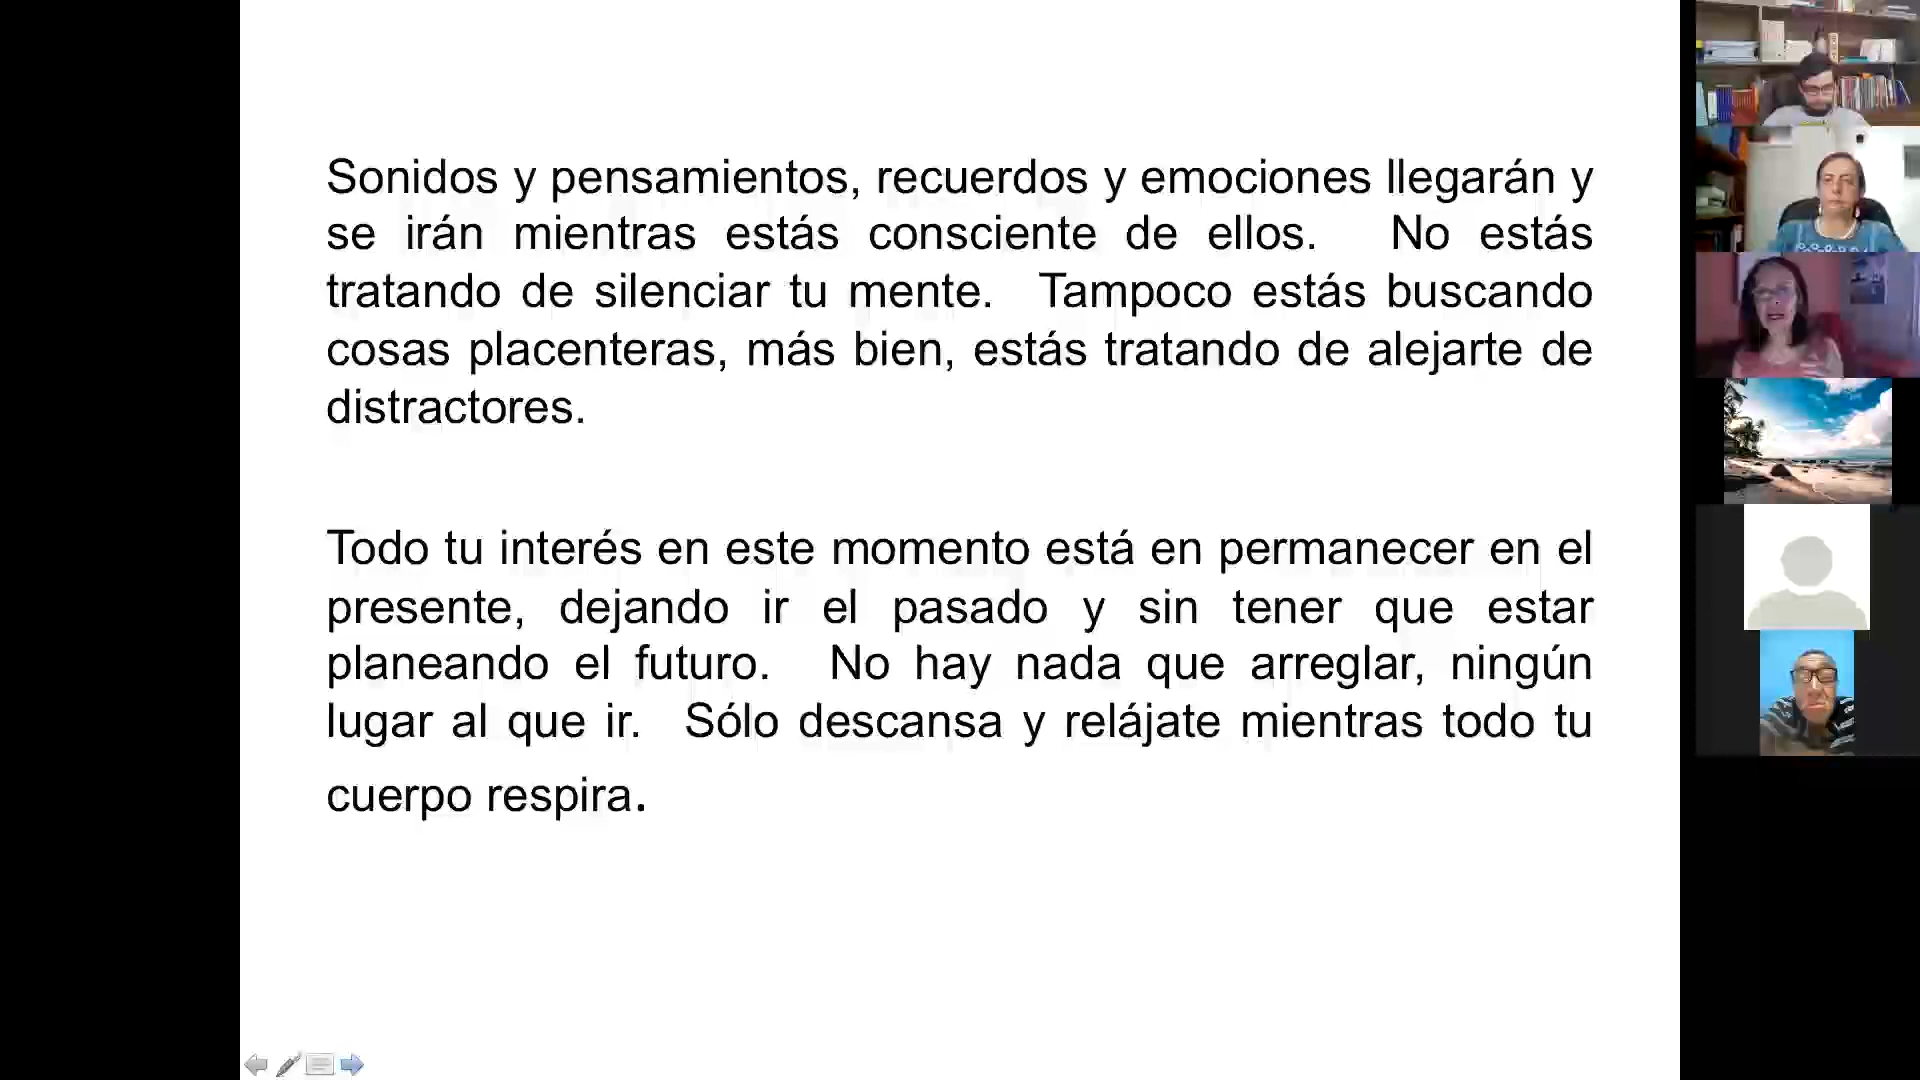 Sonidos y pensamientos, recuerdos y emociones llegarán y
se irán mientras estás consciente de ellos. No estás
tratando de silenciar tu mente. Tampoco estás buscando
cosas placenteras, más bien, estás tratando de alejarte de
distractores.
Todo tu interés en este momento está en permanecer en el
presente, dejando ir el pasado y sin tener que estar
planeando el futuro. No hay nada que arreglar, ningún
lugar al que ir. Sólo descansa y relájate mientras todo tu
cuerpo respira.